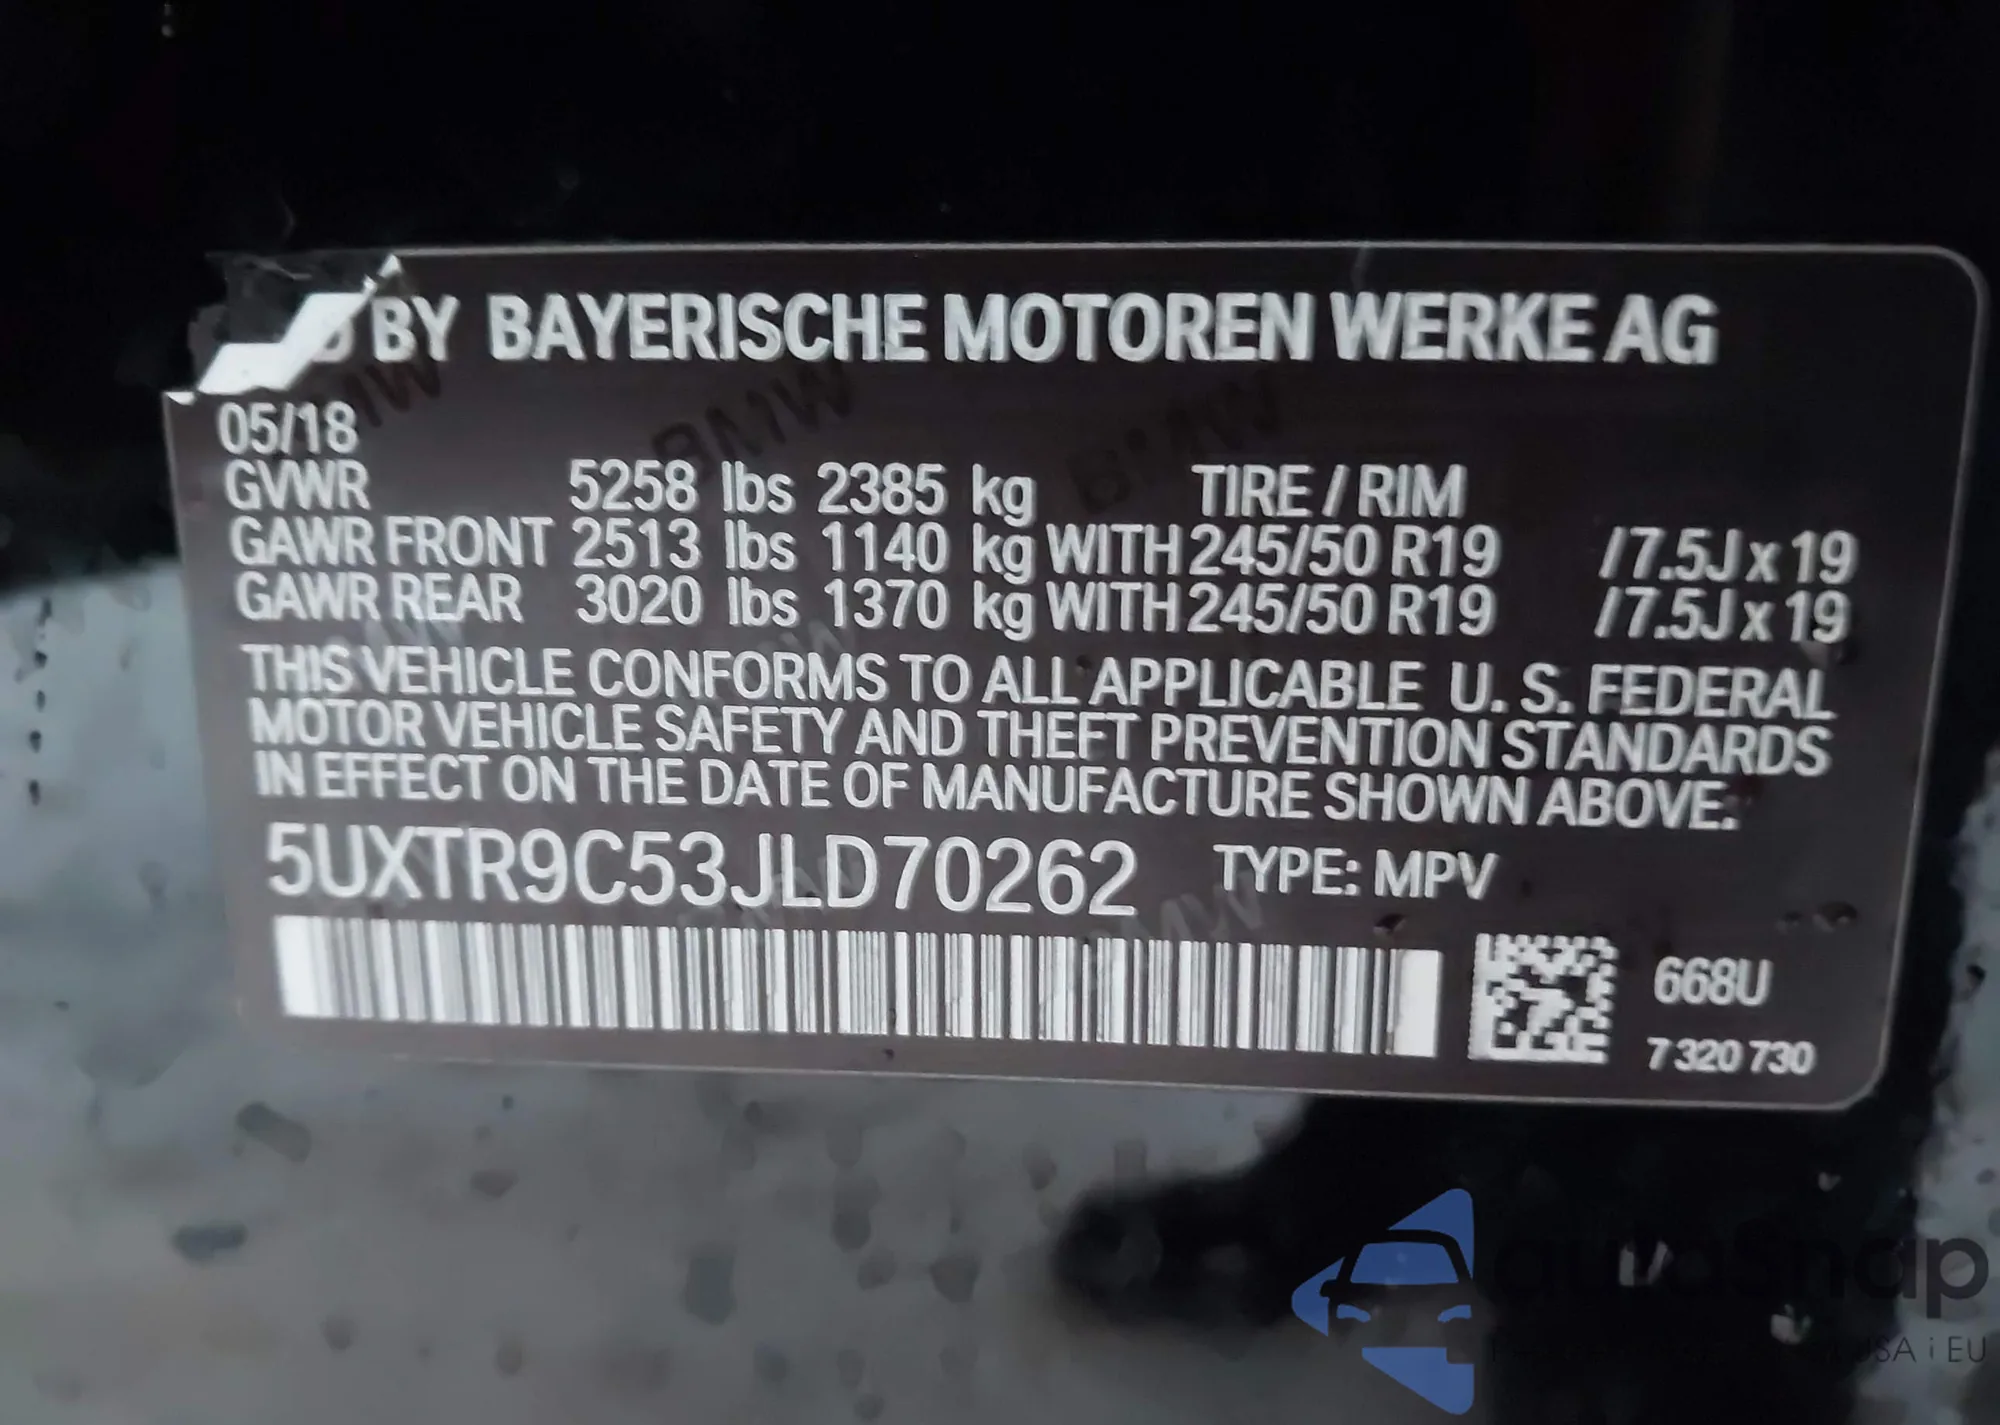 BY BAYERISCHE MOTOREN WERKE AG
05/18
GVWR 5258 lbs 2385 kg TIRE / RIM
GAWR FRONT 2513 lbs 1140 kg WITH 245/50 R19 /7.5J x 19
GAWR REAR 3020 lbs 1370 kg WITH 245/50 R19 /7.5J x 19
THIS VEHICLE CONFORMS TO ALL APPLICABLE U. S. FEDERAL
MOTOR VEHICLE SAFETY AND THEFT PREVENTION STANDARDS
IN EFFECT ON THE DATE OF MANUFACTURE SHOWN ABOVE.
5UXTR9C53JLD70262 TYPE: MPV
668U
7 320 730
autoSnap
USA i EU